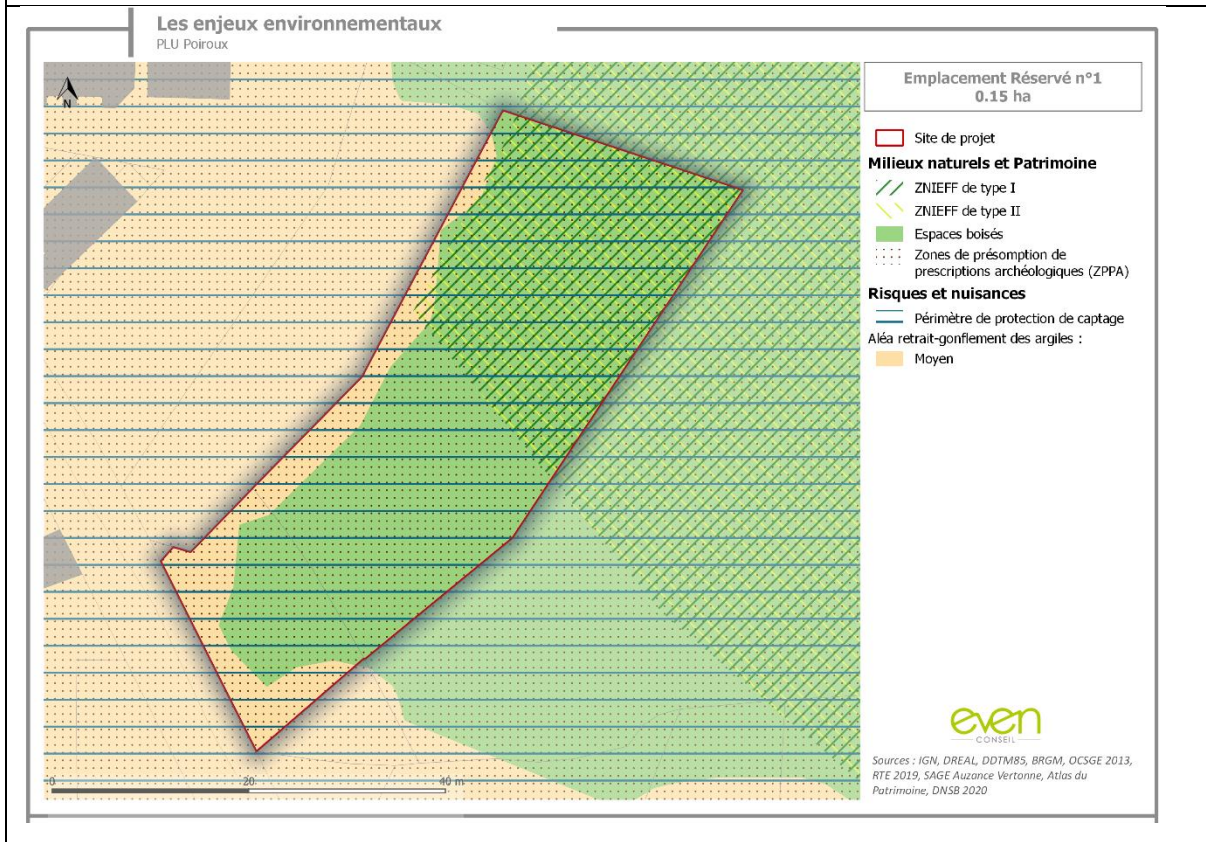 Les enjeux environnementaux
PLU Poiroux
N
Emplacement Réservé n°1
0.15 ha
Site de projet
Milieux naturels et Patrimoine
ZNIEFF de type I
ZNIEFF de type II
Espaces boisés
Zones de présomption de
prescriptions archéologiques (ZPPA)
Risques et nuisances
Périmètre de protection de captage
Aléa retrait-gonflement des argiles :
Moyen
0 20 40 m
even
CONSEIL
Sources : IGN, DREAL, DDTM85, BRGM, OCSGE 2013,
RTE 2019, SAGE Auzance Vertonne, Atlas du
Patrimoine, DNSB 2020